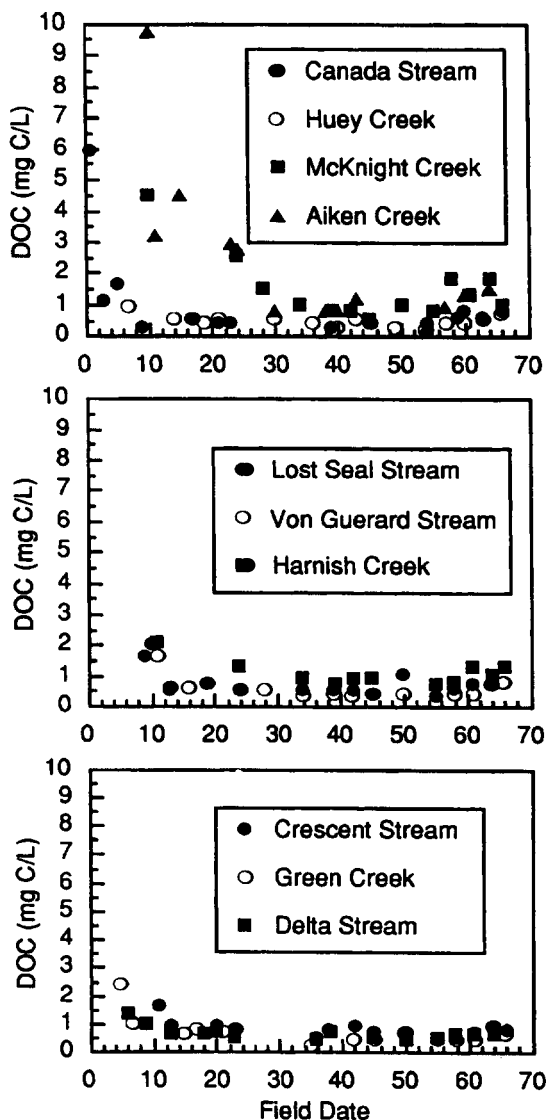 10
9
8
7
6
5
4
3
2
1
0
DOC (mg C/L)
Canada Stream
Huey Creek
McKnight Creek
Aiken Creek
0 10 20 30 40 50 60 70
10
9
8
7
6
5
4
3
2
1
0
DOC (mg C/L)
Lost Seal Stream
Von Guerard Stream
Harnish Creek
0 10 20 30 40 50 60 70
10
9
8
7
6
5
4
3
2
1
0
DOC (mg C/L)
Crescent Stream
Green Creek
Delta Stream
0 10 20 30 40 50 60 70
Field Date